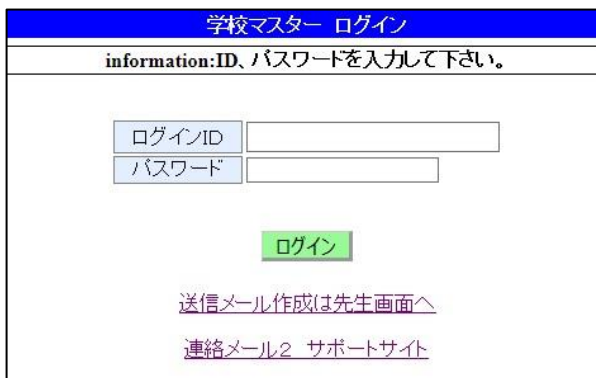 学校マスター ログイン
information:ID、パスワードを入力して下さい。
ログインID
パスワード
ログイン
送信メール作成は先生画面へ
連絡メール２　サポートサイト